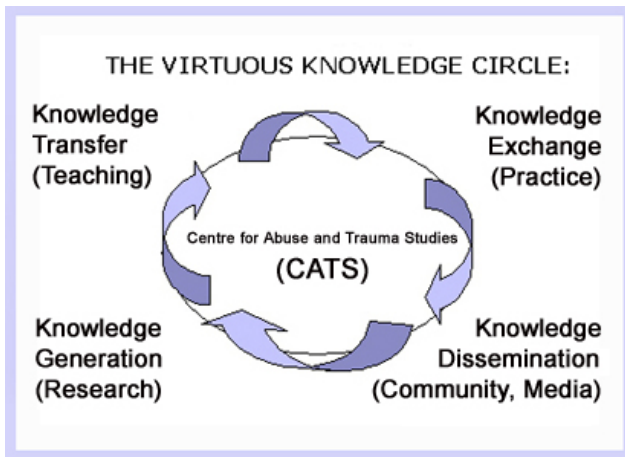 THE VIRTUOUS KNOWLEDGE CIRCLE:
Knowledge
Transfer
(Teaching)
Knowledge
Exchange
(Practice)
Centre for Abuse and Trauma Studies
(CATS)
Knowledge
Generation
(Research)
Knowledge
Dissemination
(Community, Media)